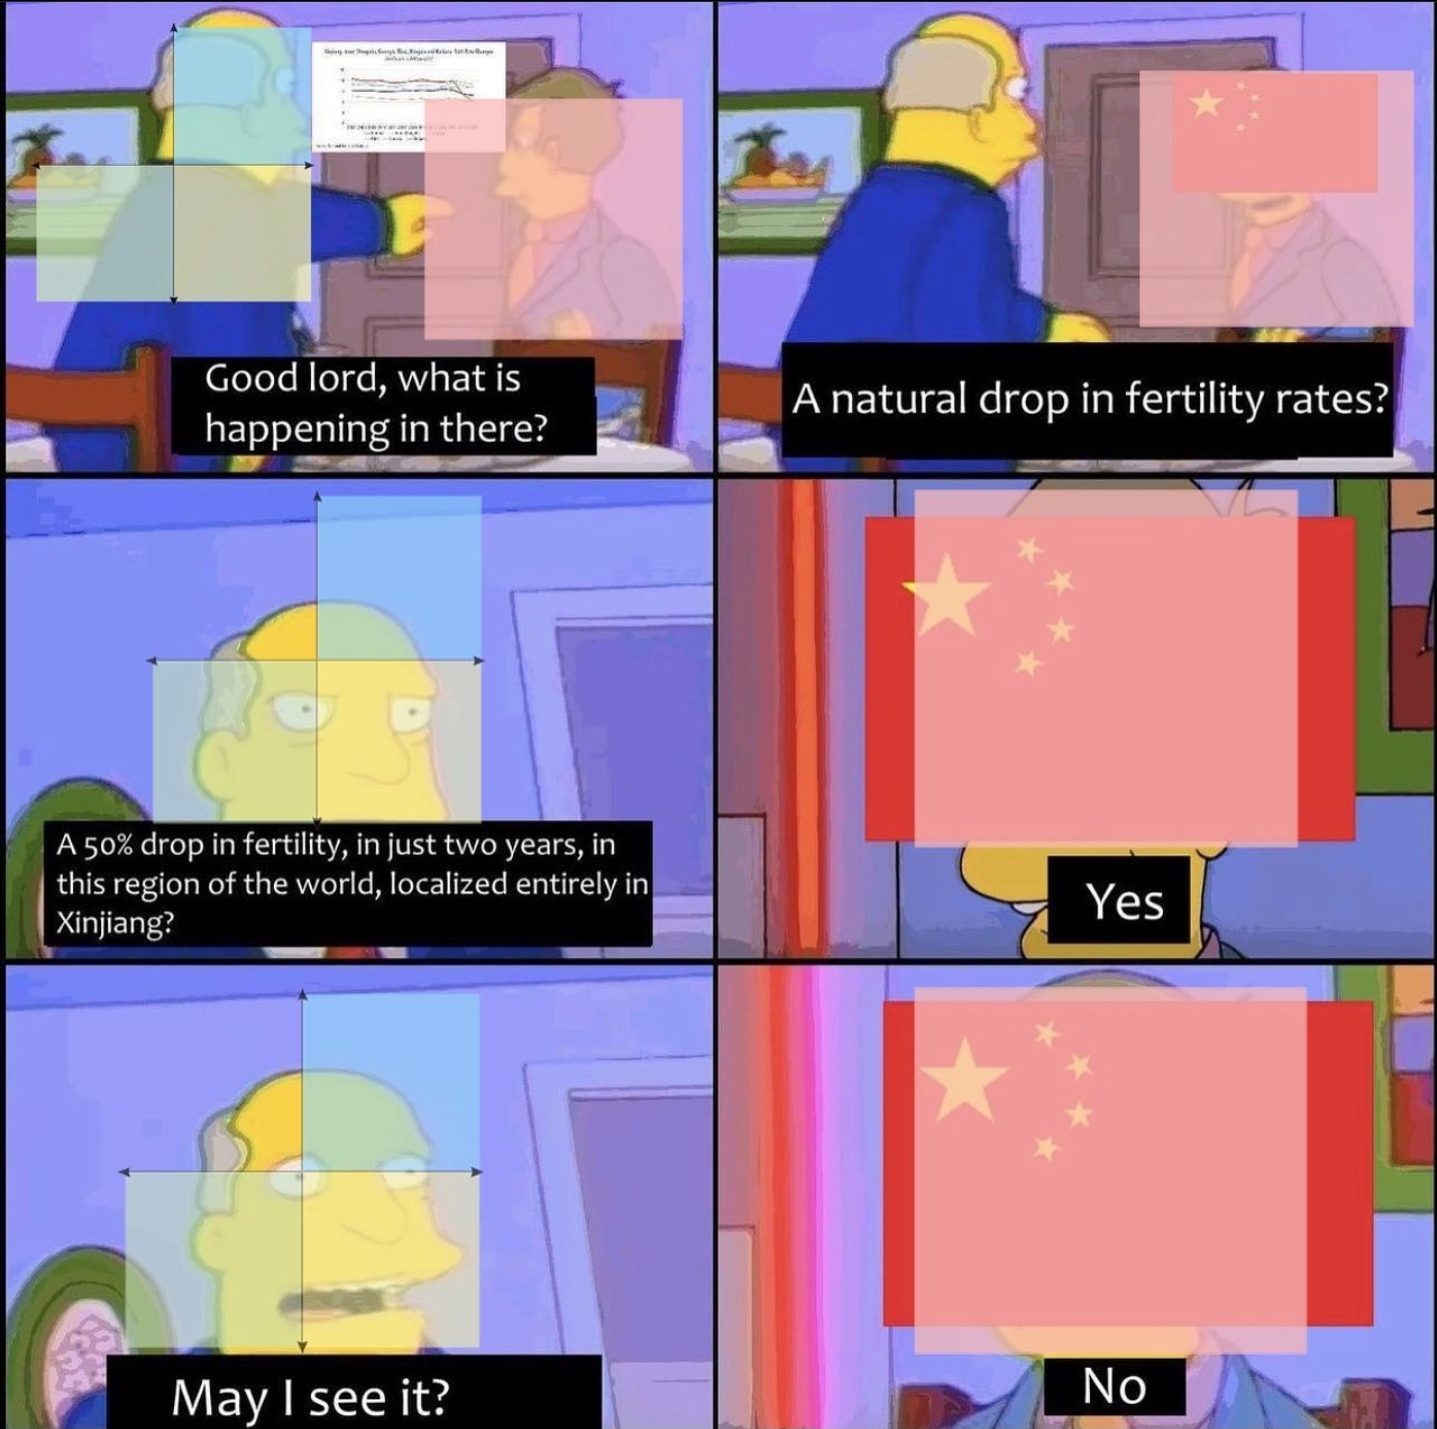 Good lord, what is
happening in there?
A natural drop in fertility rates?
A 50% drop in fertility, in just two years, in
this region of the world, localized entirely in
Xinjiang?
Yes
May I see it?
No